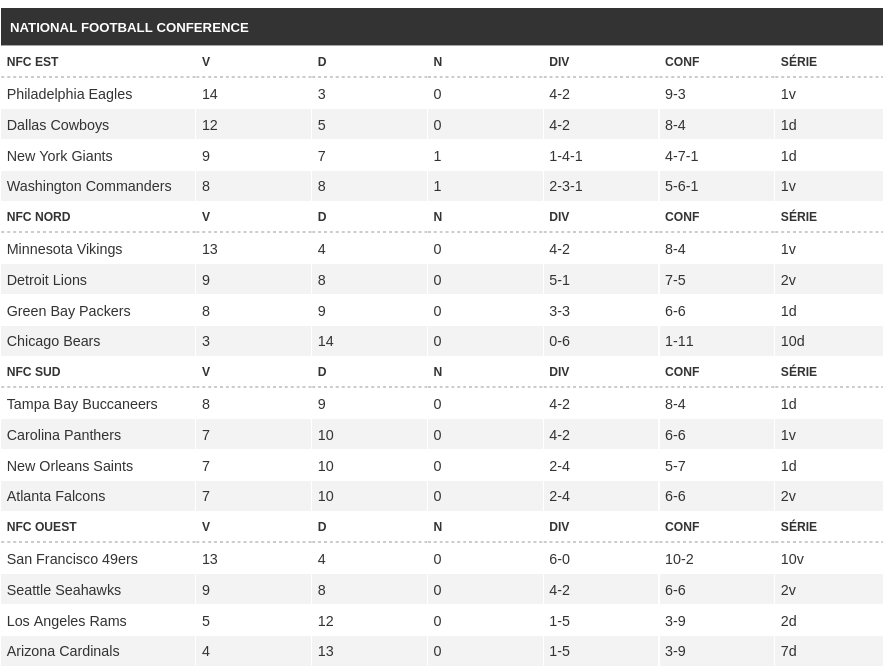 NATIONAL FOOTBALL CONFERENCE
NFC EST V D N DIV CONF SÉRIE
Philadelphia Eagles 14 3 0 4-2 9-3 1v
Dallas Cowboys 12 5 0 4-2 8-4 1d
New York Giants 9 7 1 1-4-1 4-7-1 1d
Washington Commanders 8 8 1 2-3-1 5-6-1 1v
NFC NORD V D N DIV CONF SÉRIE
Minnesota Vikings 13 4 0 4-2 8-4 1v
Detroit Lions 9 8 0 5-1 7-5 2v
Green Bay Packers 8 9 0 3-3 6-6 1d
Chicago Bears 3 14 0 0-6 1-11 10d
NFC SUD V D N DIV CONF SÉRIE
Tampa Bay Buccaneers 8 9 0 4-2 8-4 1d
Carolina Panthers 7 10 0 4-2 6-6 1v
New Orleans Saints 7 10 0 2-4 5-7 1d
Atlanta Falcons 7 10 0 2-4 6-6 2v
NFC OUEST V D N DIV CONF SÉRIE
San Francisco 49ers 13 4 0 6-0 10-2 10v
Seattle Seahawks 9 8 0 4-2 6-6 2v
Los Angeles Rams 5 12 0 1-5 3-9 2d
Arizona Cardinals 4 13 0 1-5 3-9 7d